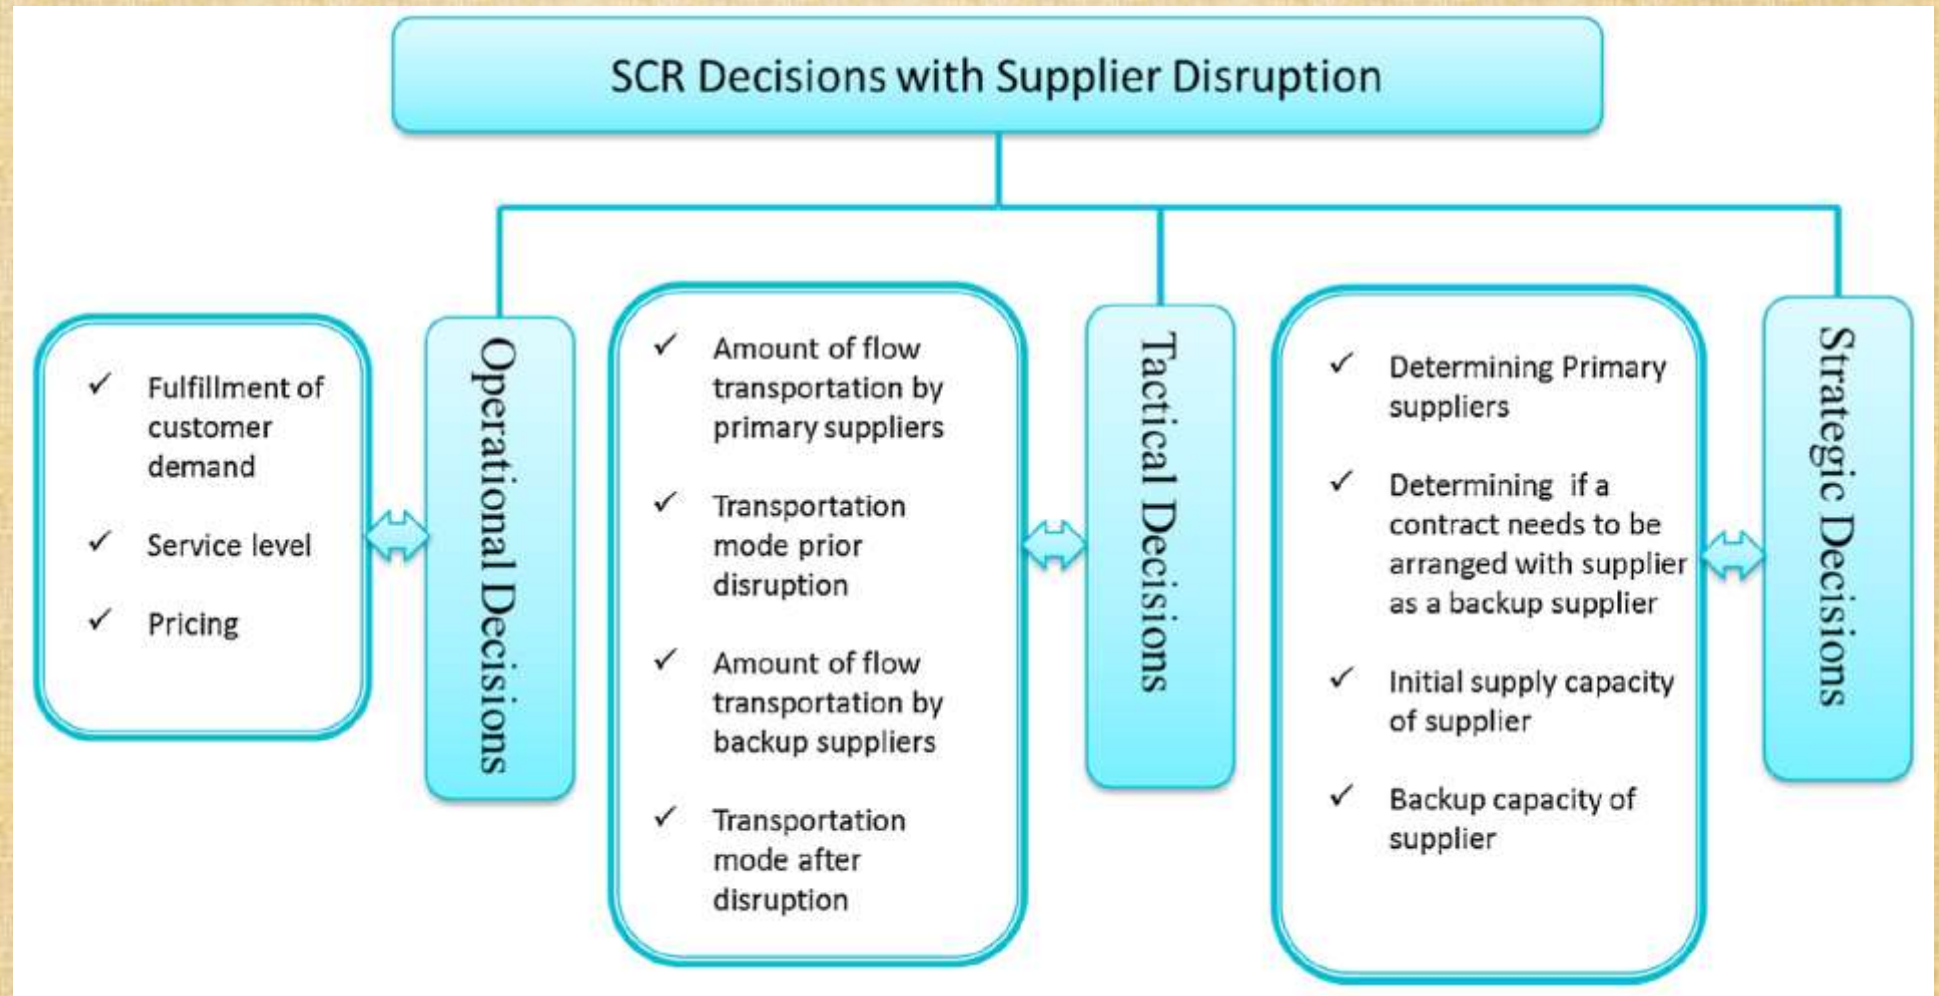 SCR Decisions with Supplier Disruption
✓ Fulfillment of
customer
demand
✓ Service level
✓ Pricing
Operational Decisions
✓ Amount of flow
transportation by
primary suppliers
✓ Transportation
mode prior
disruption
✓ Amount of flow
transportation by
backup suppliers
✓ Transportation
mode after
disruption
Tactical Decisions
✓ Determining Primary
suppliers
✓ Determining if a
contract needs to be
arranged with supplier
as a backup supplier
✓ Initial supply capacity
of supplier
✓ Backup capacity of
supplier
Strategic Decisions